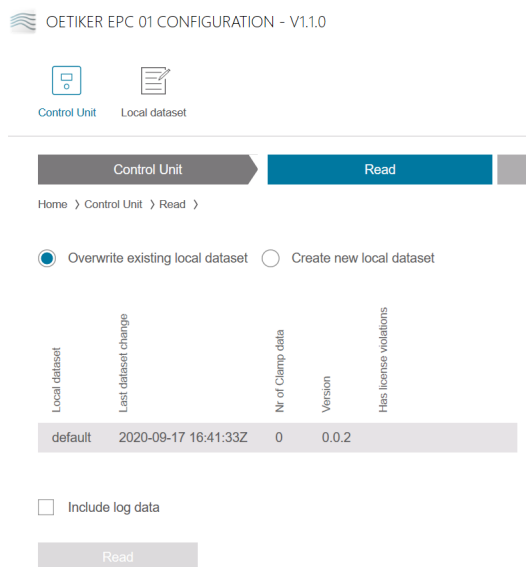 OETIKER EPC 01 CONFIGURATION - V1.1.0
Control Unit Local dataset
Control Unit Read
Home > Control Unit > Read >
Overwrite existing local dataset Create new local dataset
Local dataset Last dataset change Nr of Clamp data Version Has license violations
default 2020-09-17 16:41:33Z 0 0.0.2
Include log data
Read